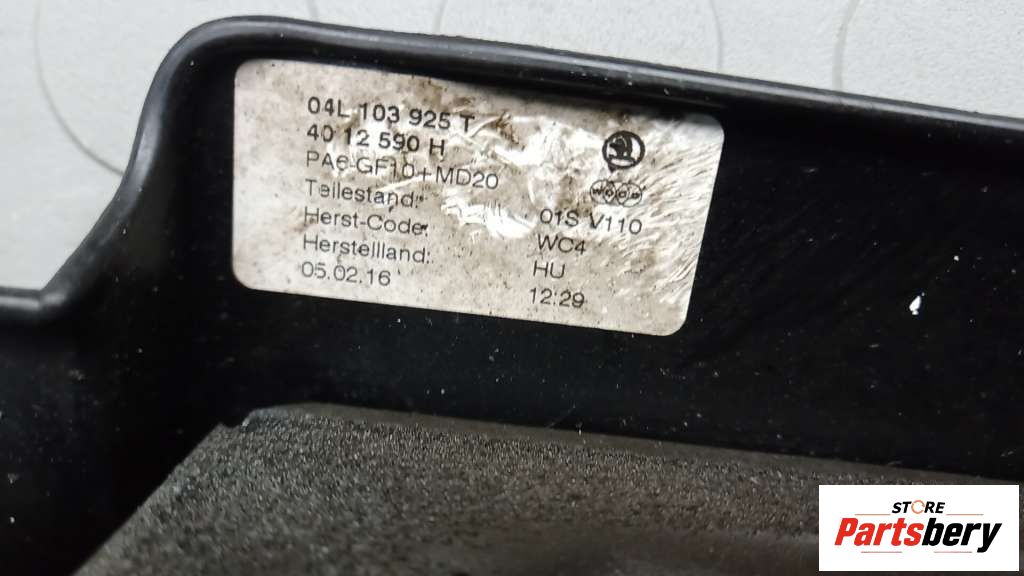 04L 103 925 T
40 12 590 H
PA6-GF10+MD20
Teilestand: 01S V110
Herst-Code: WC4
Herstellland: HU
05.02.16 12:29
STORE
Partsbery